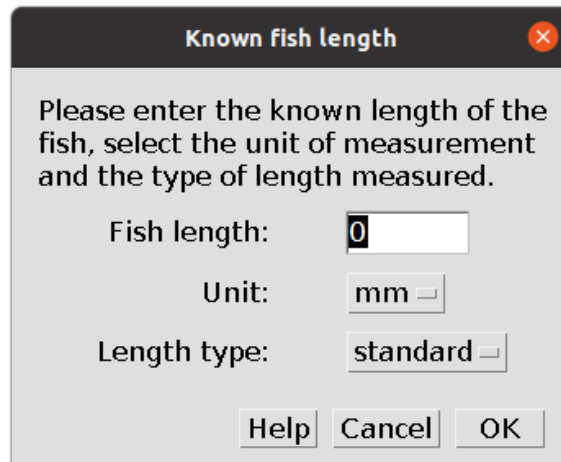 Known fish length
Please enter the known length of the
fish, select the unit of measurement
and the type of length measured.
Fish length: 0
Unit: mm
Length type: standard
Help Cancel OK